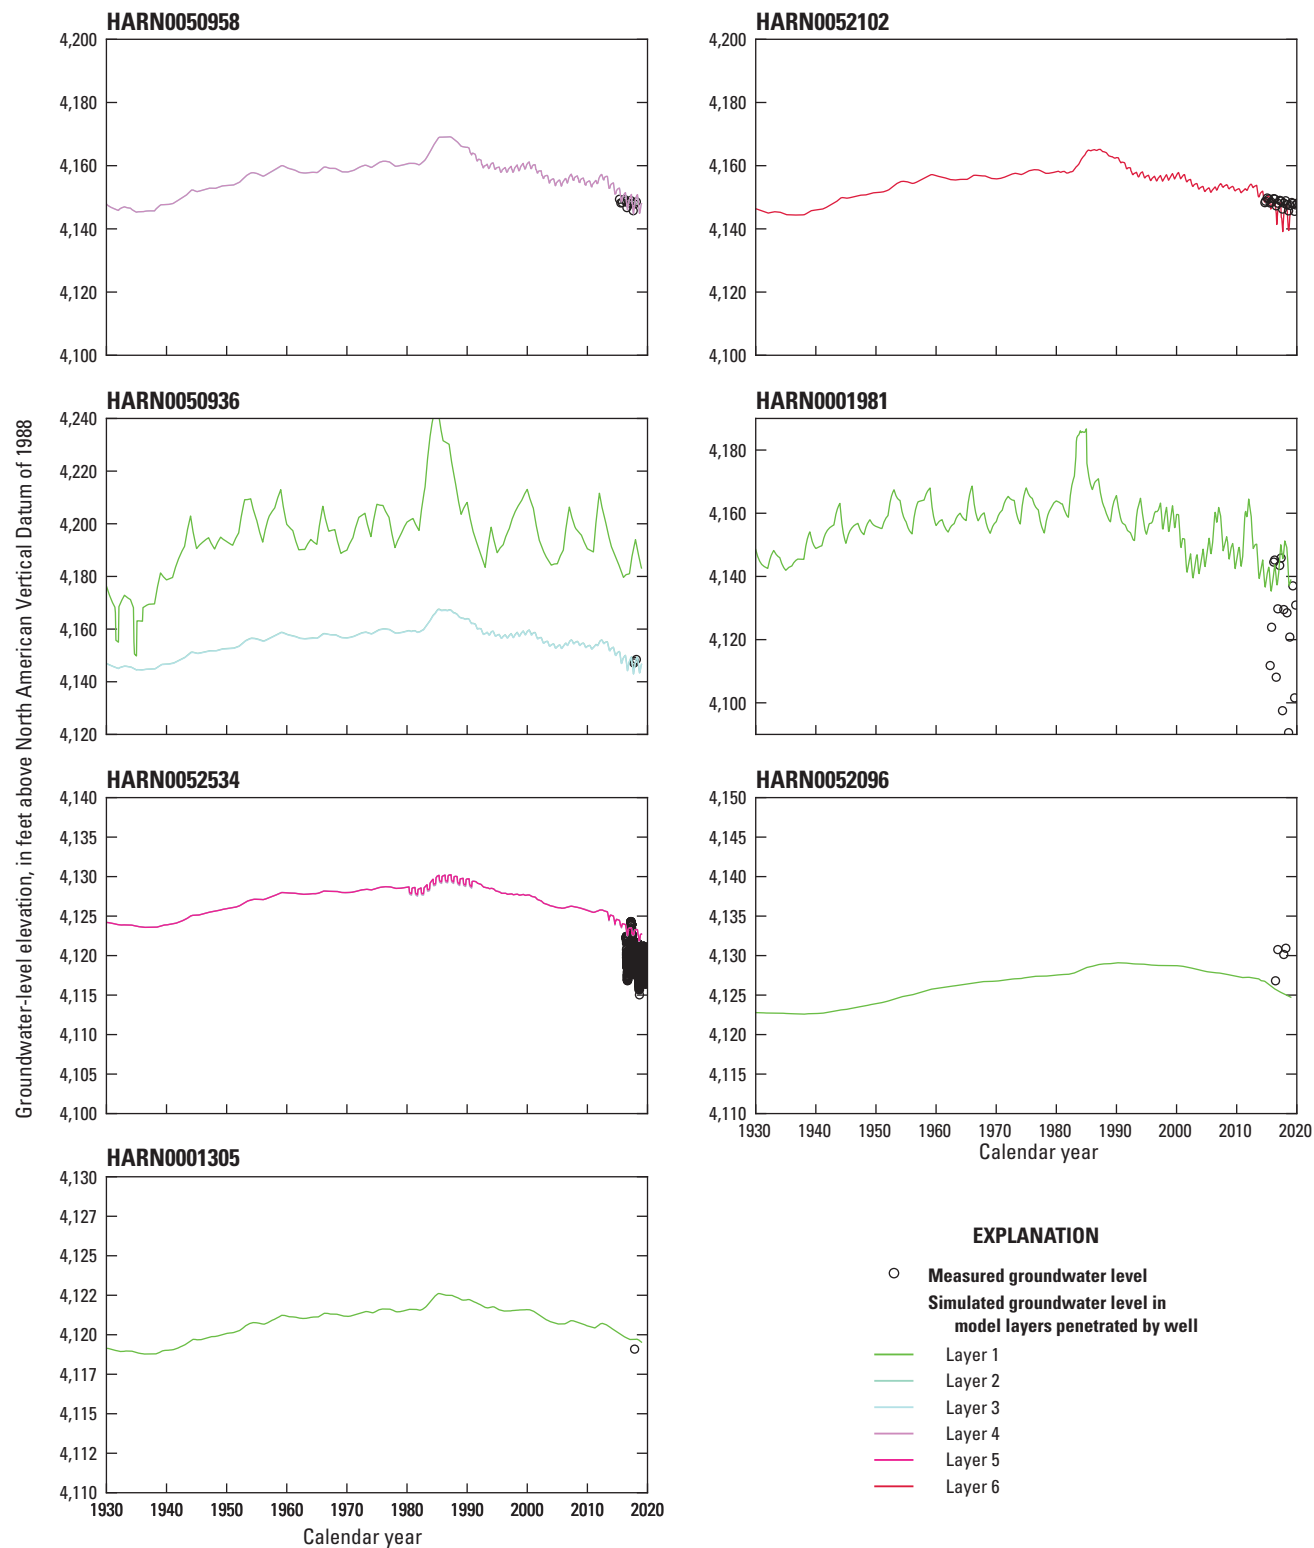 Groundwater-level elevation, in feet above North American Vertical Datum of 1988
HARN0050958
4,200
4,180
4,160
4,140
4,120
4,100
HARN0052102
4,200
4,180
4,160
4,140
4,120
4,100
HARN0050936
4,240
4,220
4,200
4,180
4,160
4,140
4,120
HARN0001981
4,180
4,160
4,140
4,120
4,100
HARN0052534
4,140
4,135
4,130
4,125
4,120
4,115
4,110
4,105
4,100
HARN0052096
4,150
4,145
4,140
4,135
4,130
4,125
4,120
4,115
4,110
1930 1940 1950 1960 1970 1980 1990 2000 2010 2020
Calendar year
HARN0001305
4,130
4,127
4,125
4,122
4,120
4,117
4,115
4,112
4,110
1930 1940 1950 1960 1970 1980 1990 2000 2010 2020
Calendar year
EXPLANATION
Measured groundwater level
Simulated groundwater level in
model layers penetrated by well
Layer 1
Layer 2
Layer 3
Layer 4
Layer 5
Layer 6